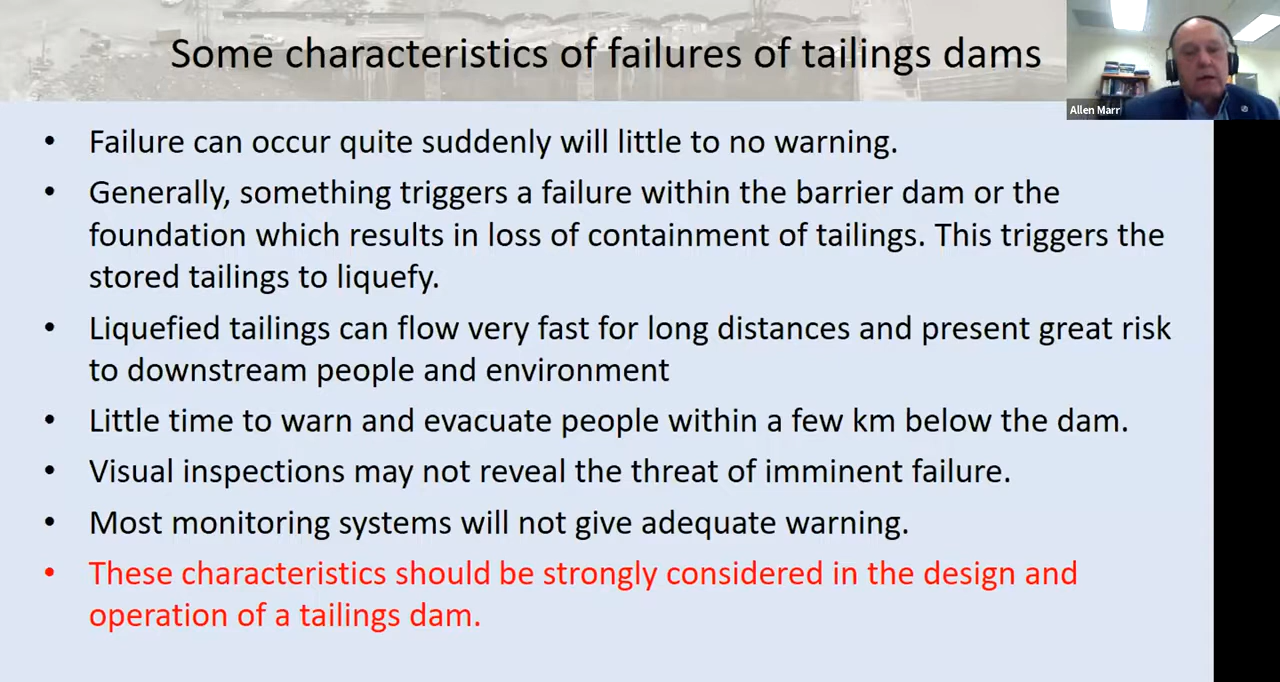 Some characteristics of failures of tailings dams
Allen Marr
• Failure can occur quite suddenly will little to no warning.
• Generally, something triggers a failure within the barrier dam or the
foundation which results in loss of containment of tailings. This triggers the
stored tailings to liquefy.
• Liquefied tailings can flow very fast for long distances and present great risk
to downstream people and environment
• Little time to warn and evacuate people within a few km below the dam.
• Visual inspections may not reveal the threat of imminent failure.
• Most monitoring systems will not give adequate warning.
• These characteristics should be strongly considered in the design and
operation of a tailings dam.